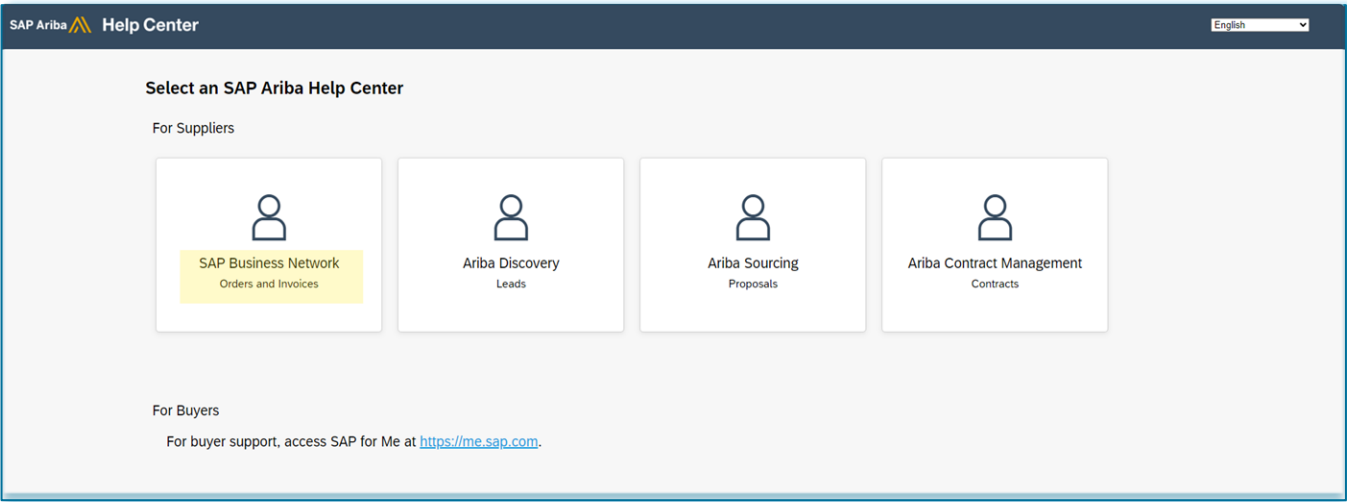 SAP Ariba Help Center
English
Select an SAP Ariba Help Center
For Suppliers
SAP Business Network
Orders and Invoices
Ariba Discovery
Leads
Ariba Sourcing
Proposals
Ariba Contract Management
Contracts
For Buyers
For buyer support, access SAP for Me at https://me.sap.com.